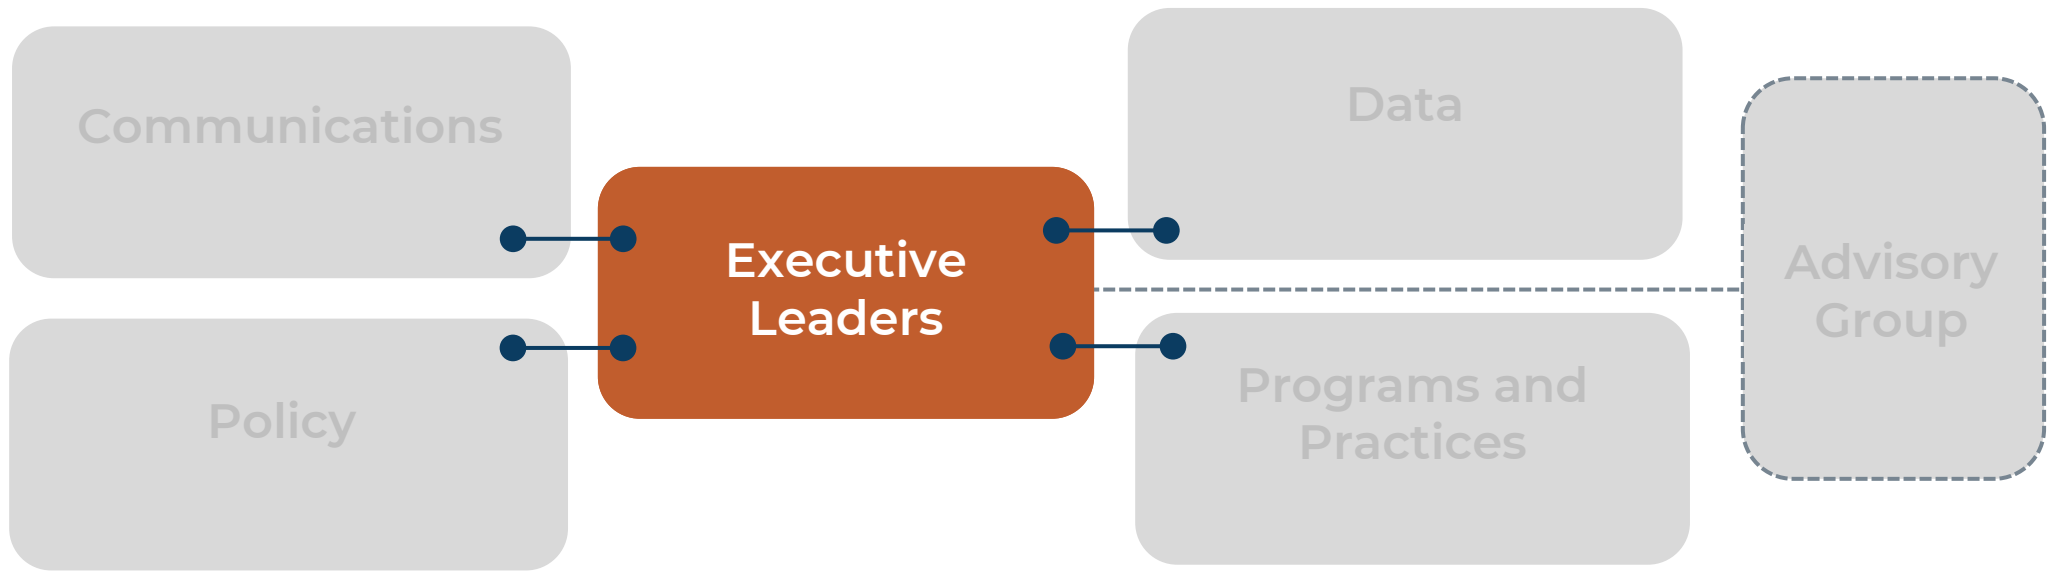 Communications
Data
Executive
Leaders
Advisory
Group
Policy
Programs and
Practices